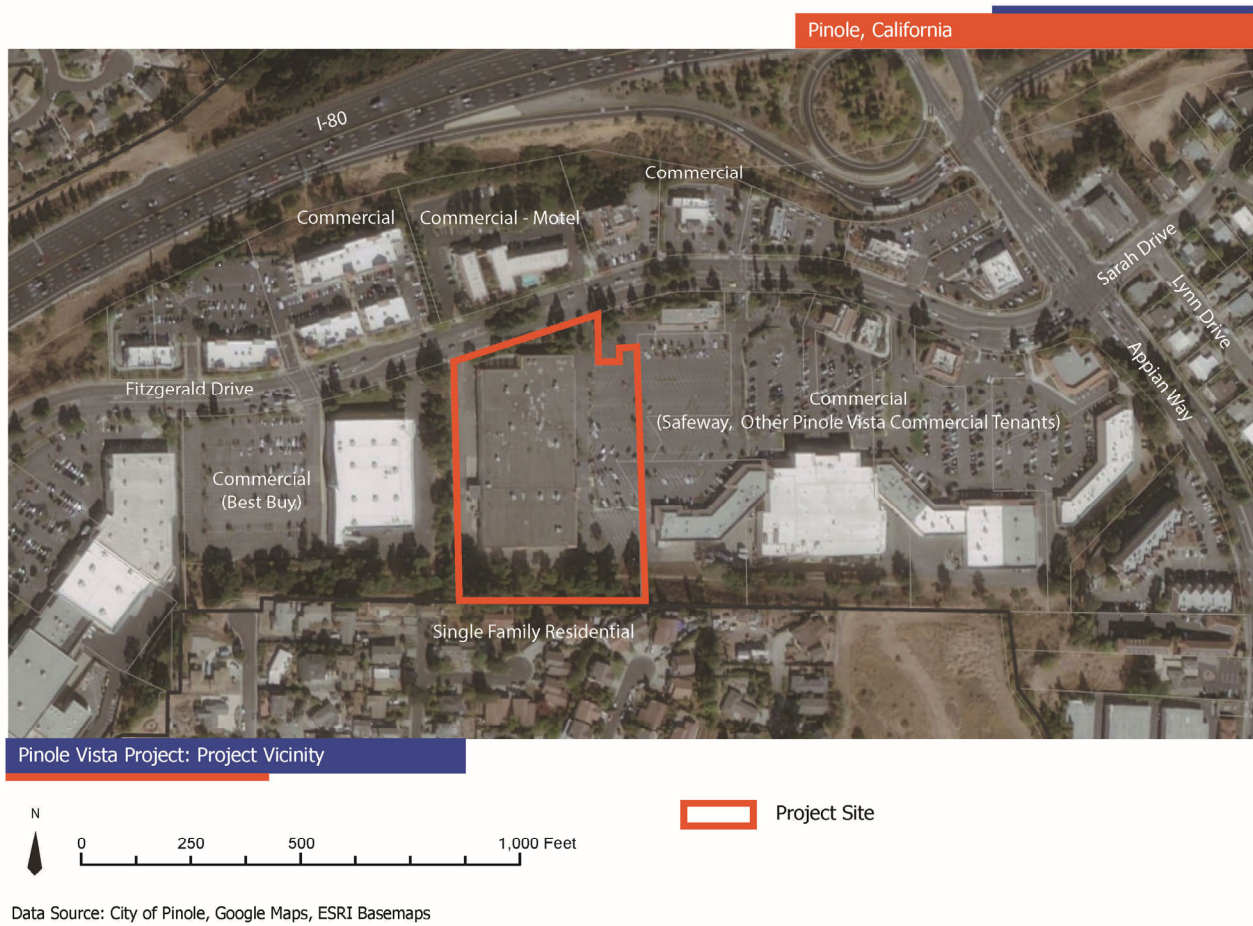 Pinole, California
I-80
Commercial
Commercial
Commercial - Motel
Sarah Drive
Lynn Drive
Appian Way
Fitzgerald Drive
Commercial
(Safeway, Other Pinole Vista Commercial Tenants)
Commercial
(Best Buy)
Single Family Residential
Pinole Vista Project: Project Vicinity
N
0 250 500 1,000 Feet
Project Site
Data Source: City of Pinole, Google Maps, ESRI Basemaps